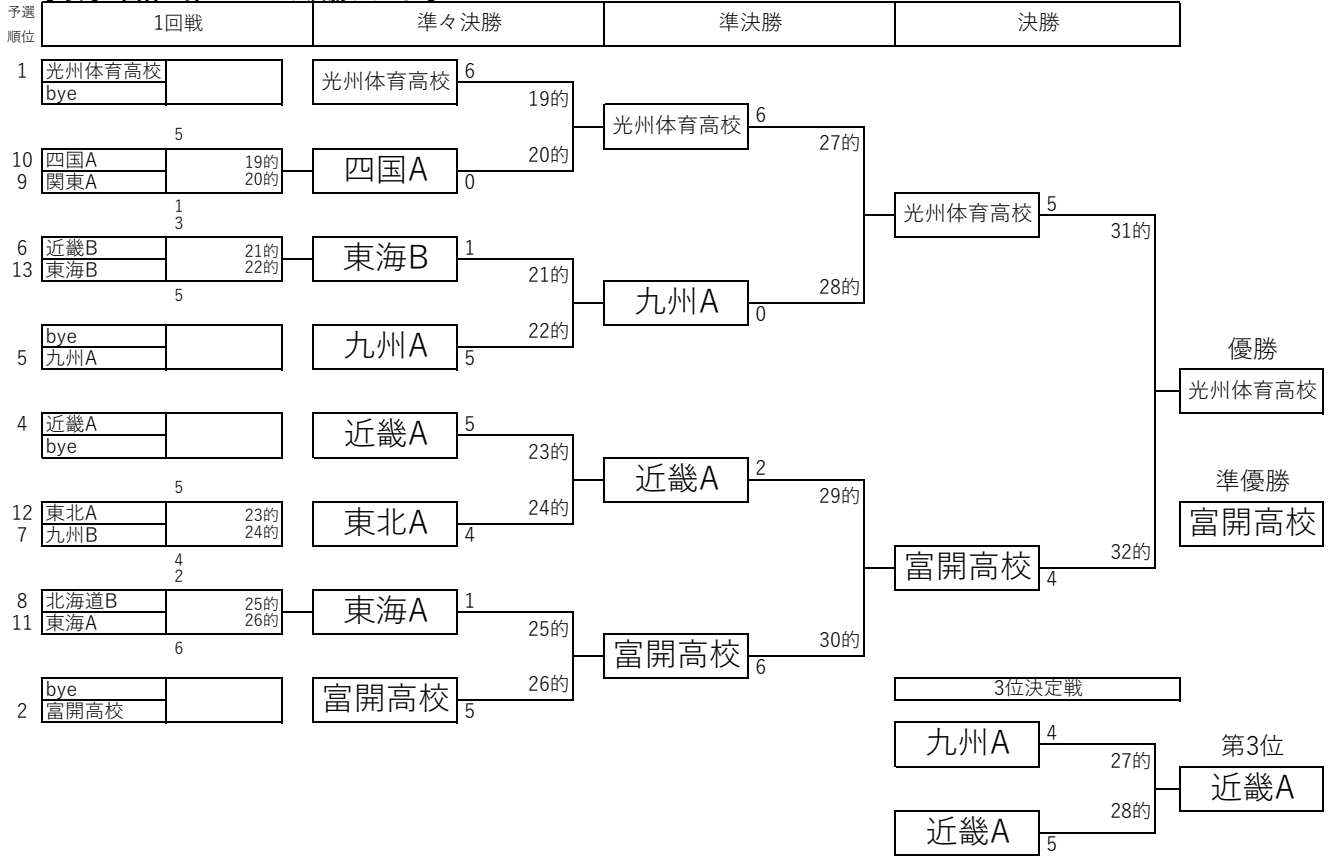 予選
順位
1回戦 準々決勝 準決勝 決勝
1 光州体育高校
bye
光州体育高校 6
19的
光州体育高校 6
27的
5
10 四国A 19的
9 関東A 20的
四国A 0
20的
1
3
光州体育高校 5
31的
6 近畿B 21的
13 東海B 22的
東海B 1
21的
5
九州A 0
28的
bye
5 九州A
九州A 5
22的
優勝
光州体育高校
4 近畿A
bye
近畿A 5
23的
近畿A 2
29的
5
準優勝
富開高校
12 東北A 23的
7 九州B 24的
東北A 4
24的
4
2
富開高校 4
32的
8 北海道B 25的
11 東海A 26的
東海A 1
25的
6
富開高校 6
30的
bye
2 富開高校
富開高校 5
26的
3位決定戦
九州A 4
27的
第3位
近畿A
近畿A 5
28的